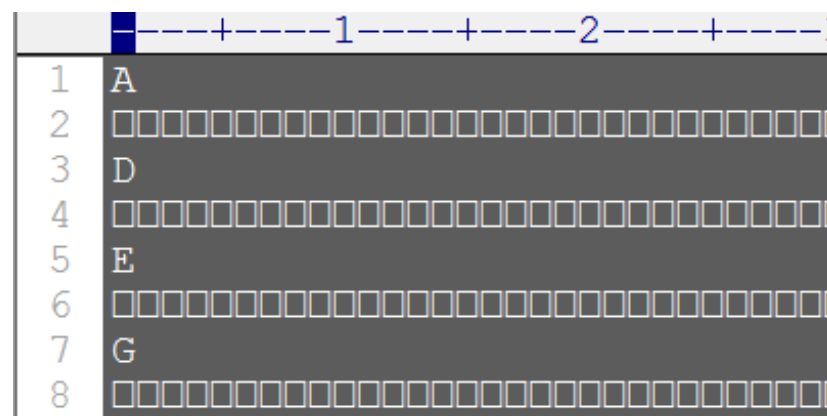 ----+----1----+----2----+----
1 A
2 □□□□□□□□□□□□□□□□□□□□□□□□□□□□□
3 D
4 □□□□□□□□□□□□□□□□□□□□□□□□□□□□□
5 E
6 □□□□□□□□□□□□□□□□□□□□□□□□□□□□□
7 G
8 □□□□□□□□□□□□□□□□□□□□□□□□□□□□□